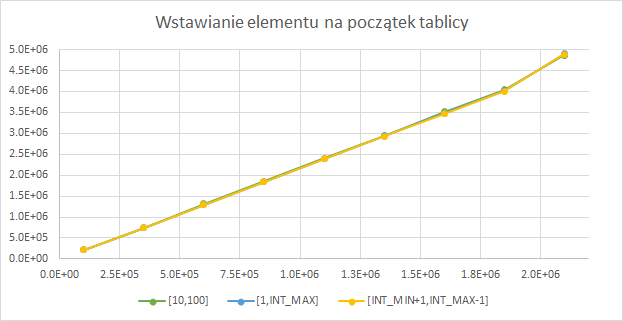 Wstawianie elementu na początek tablicy
5.0E+06
4.5E+06
4.0E+06
3.5E+06
3.0E+06
2.5E+06
2.0E+06
1.5E+06
1.0E+06
5.0E+05
0.0E+00
0.0E+00 2.5E+05 5.0E+05 7.5E+05 1.0E+06 1.3E+06 1.5E+06 1.8E+06 2.0E+06
[10,100] [1,INT_MAX] [INT_MIN+1,INT_MAX-1]